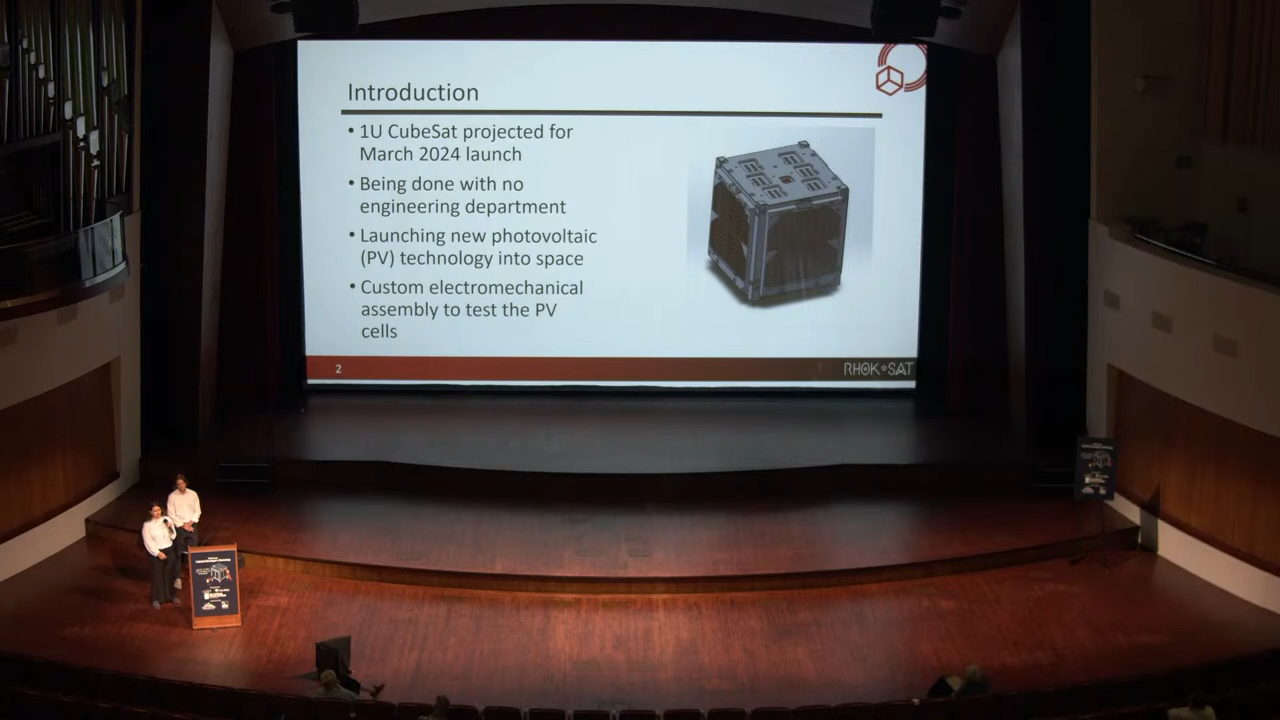 Introduction
• 1U CubeSat projected for
March 2024 launch
• Being done with no
engineering department
• Launching new photovoltaic
(PV) technology into space
• Custom electromechanical
assembly to test the PV
cells
2
RHOK SAT